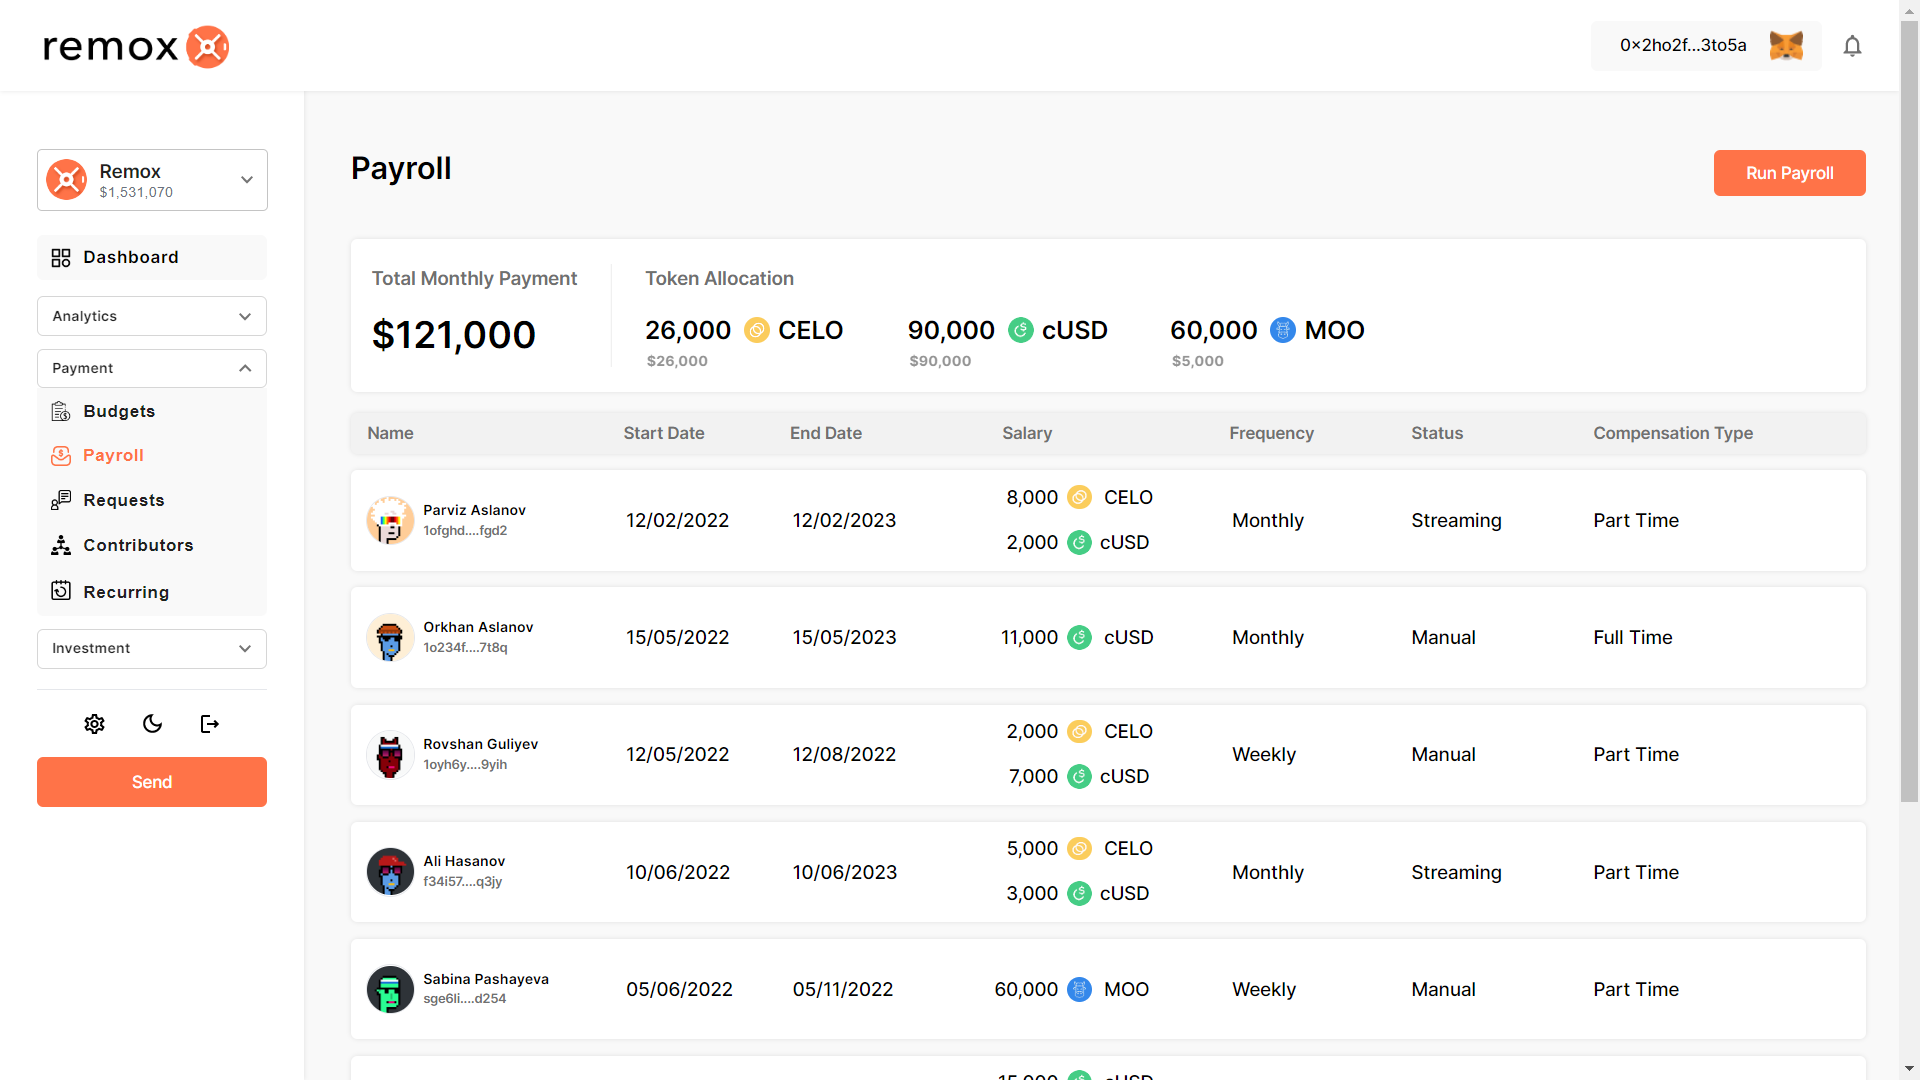 remox
0x2ho2f...3to5a
Remox
$1,531,070
Dashboard
Analytics
Payment
Budgets
Payroll
Requests
Contributors
Recurring
Investment
Send
Payroll
Run Payroll
Total Monthly Payment
$121,000
Token Allocation
26,000 CELO
$26,000
90,000 cUSD
$90,000
60,000 MOO
$5,000
Name Start Date End Date Salary Frequency Status Compensation Type
Parviz Aslanov
1ofghd....fgd2
12/02/2022 12/02/2023
8,000 CELO
2,000 cUSD
Monthly Streaming Part Time
Orkhan Aslanov
1o234f....7t8q
15/05/2022 15/05/2023 11,000 cUSD Monthly Manual Full Time
Rovshan Guliyev
1oyh6y....9yih
12/05/2022 12/08/2022
2,000 CELO
7,000 cUSD
Weekly Manual Part Time
Ali Hasanov
f34i57....q3jy
10/06/2022 10/06/2023
5,000 CELO
3,000 cUSD
Monthly Streaming Part Time
Sabina Pashayeva
sge6li....d254
05/06/2022 05/11/2022 60,000 MOO Weekly Manual Part Time
15,000 cUSD